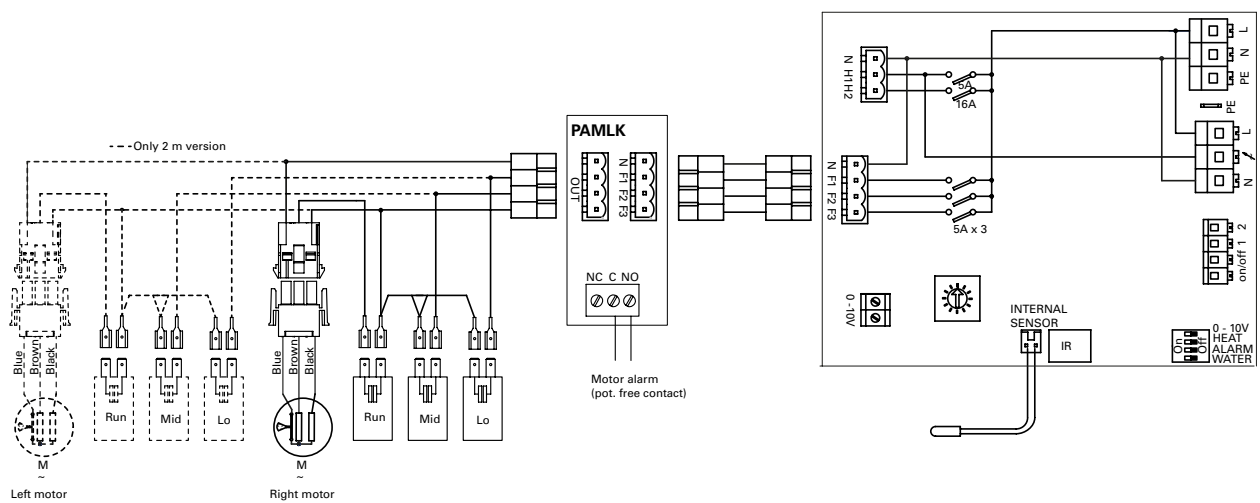 - - - -Only 2 m version
Blue
Brown
Black
Run
Mid
Lo
M
~
Left motor
Blue
Brown
Black
Run
Mid
Lo
M
~
Right motor
PAMLK
OUT
N F1 F2 F3
NC C NO
Motor alarm
(pot. free contact)
N H1H2
5A
16A
N F1 F2 F3
5A x 3
0 -10V
INTERNAL
SENSOR
IR
L
N
PE
PE
L
N
on/off 1 2
On
Off
0 - 10V
HEAT
ALARM
WATER